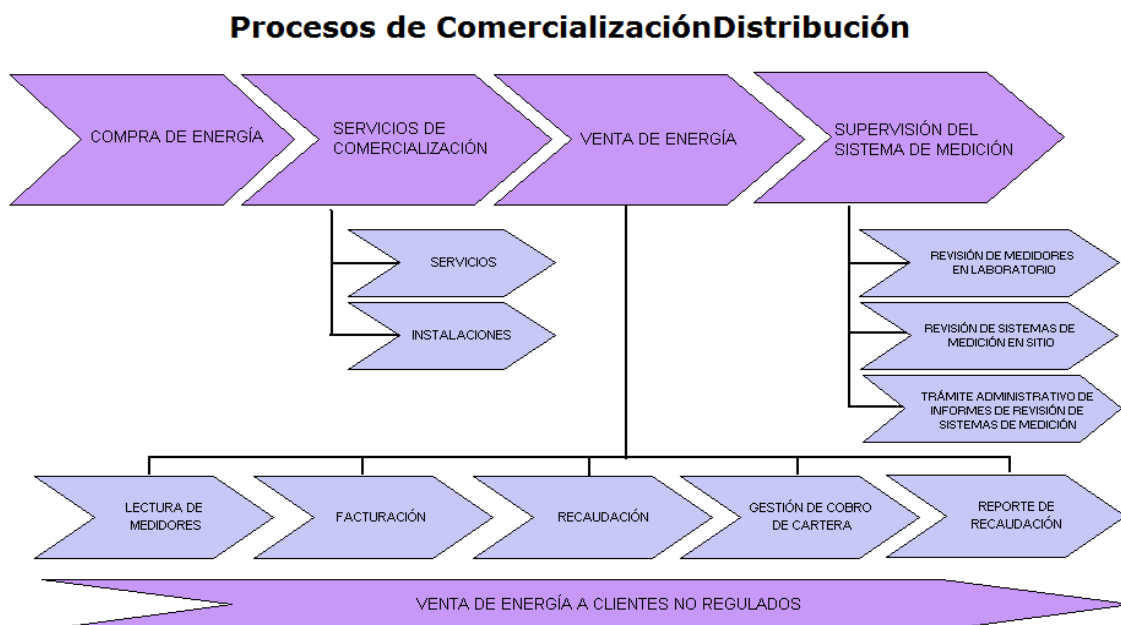 Procesos de ComercializaciónDistribución
COMPRA DE ENERGÍA
SERVICIOS DE
COMERCIALIZACIÓN
VENTA DE ENERGÍA
SUPERVISIÓN DEL
SISTEMA DE MEDICIÓN
SERVICIOS
INSTALACIONES
REVISIÓN DE MEDIDORES
EN LABORATORIO
REVISIÓN DE SISTEMAS DE
MEDICIÓN EN SITIO
TRÁMITE ADMINISTRATIVO DE
INFORMES DE REVISIÓN DE
SISTEMAS DE MEDICIÓN
LECTURA DE
MEDIDORES
FACTURACIÓN
RECAUDACIÓN
GESTIÓN DE COBRO
DE CARTERA
REPORTE DE
RECAUDACIÓN
VENTA DE ENERGÍA A CLIENTES NO REGULADOS